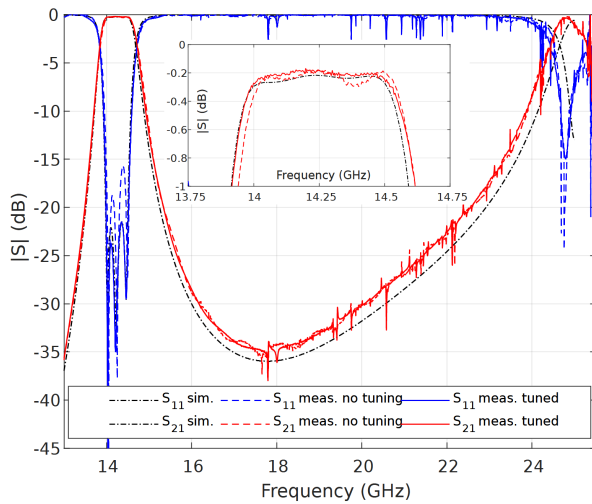 0
-5
-10
-15
-20
-25
-30
-35
-40
-45
|S| (dB)
0
-0.2
-0.4
-0.6
-0.8
-1
|S| (dB)
Frequency (GHz)
13.75 14 14.25 14.5 14.75
S11 sim. S11 meas. no tuning S11 meas. tuned
S21 sim. S21 meas. no tuning S21 meas. tuned
14 16 18 20 22 24
Frequency (GHz)